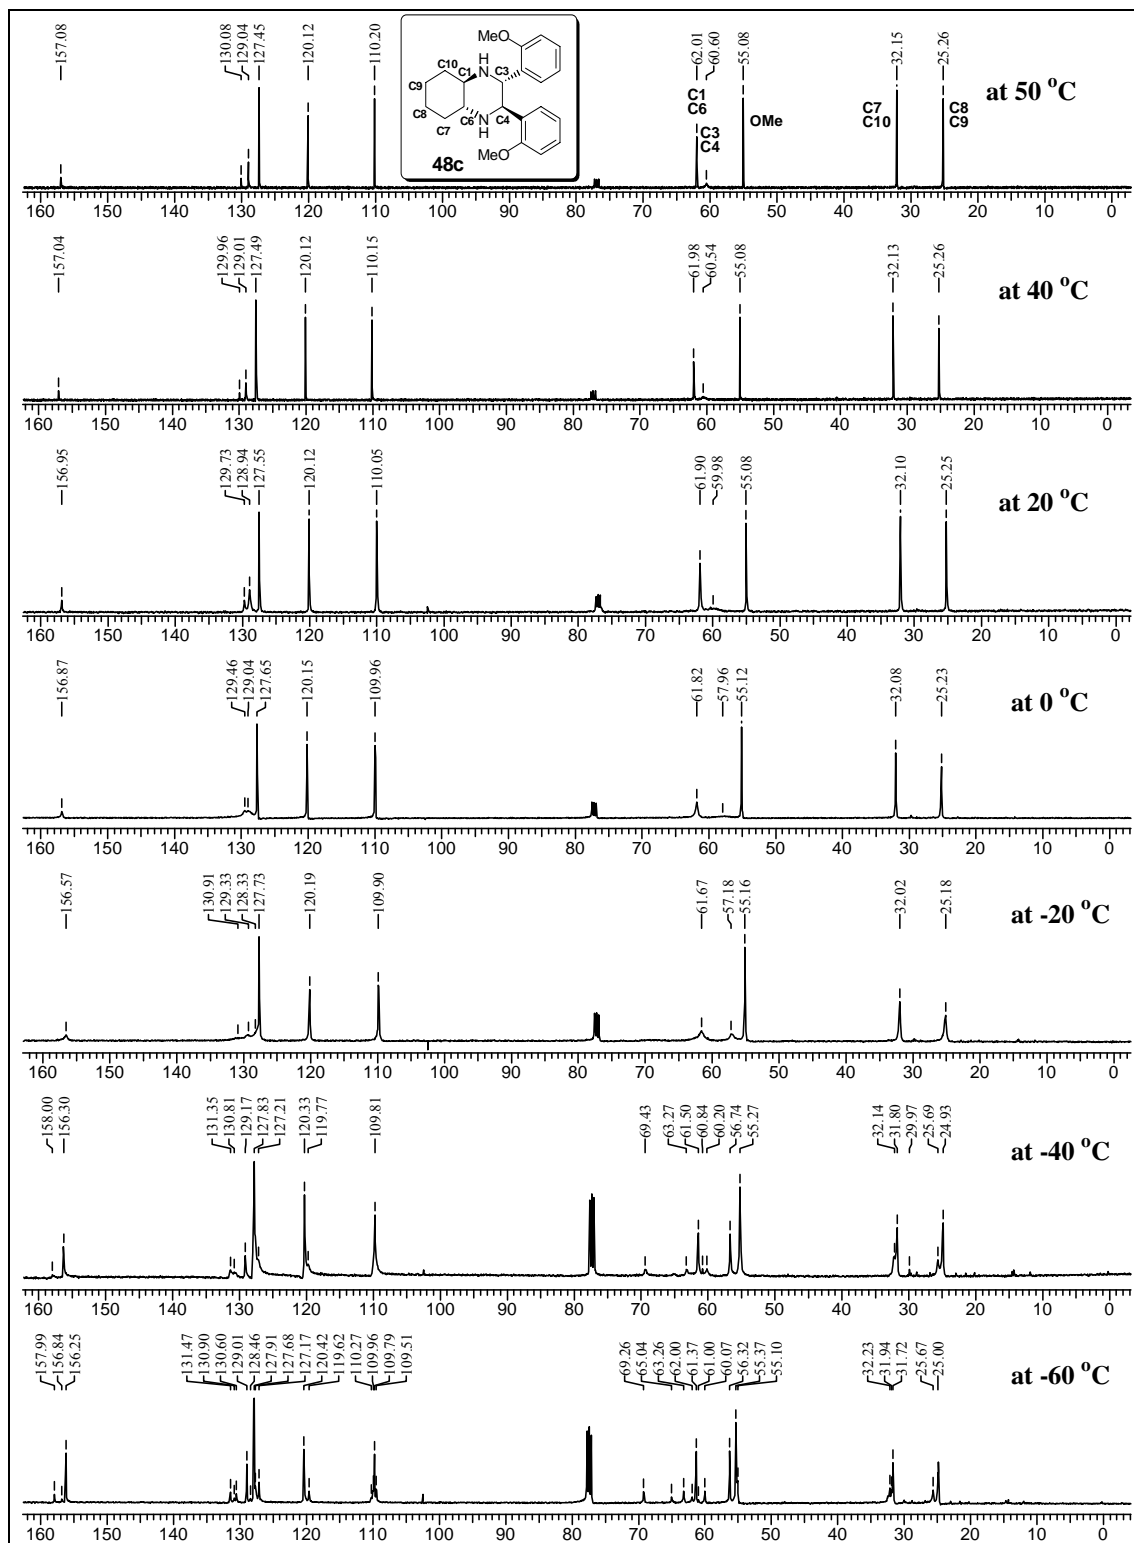 157.08 130.08 129.04 127.45 120.12 110.20 62.01 60.60 55.08 32.15 25.26
MeO
C10
NH
C3
C1
C9
C8
C6
C4
C7
NH
MeO
48c
at 50 °C
C1
C6
C3
C4
OMe
C7
C10
C8
C9
160 150 140 130 120 110 100 90 80 70 60 50 40 30 20 10 0
157.04 129.96 129.01 127.49 120.12 110.15 61.98 60.54 55.08 32.13 25.26
at 40 °C
160 150 140 130 120 110 100 90 80 70 60 50 40 30 20 10 0
156.95 129.73 128.94 127.55 120.12 110.05 61.90 59.98 55.08 32.10 25.25
at 20 °C
160 150 140 130 120 110 100 90 80 70 60 50 40 30 20 10 0
156.87 129.46 129.04 127.65 120.15 109.96 61.82 57.96 55.12 32.08 25.23
at 0 °C
160 150 140 130 120 110 100 90 80 70 60 50 40 30 20 10 0
156.57 130.91 129.33 128.33 127.73 120.19 109.90 61.67 57.18 55.16 32.02 25.18
at -20 °C
160 150 140 130 120 110 100 90 80 70 60 50 40 30 20 10 0
158.00 156.30 131.35 130.81 129.17 127.83 127.21 120.33 119.77 109.81 69.43 63.27 61.50 60.84 60.20 56.74 55.27 32.14 31.80 29.97 25.69 24.93
at -40 °C
160 150 140 130 120 110 100 90 80 70 60 50 40 30 20 10 0
157.99 156.84 156.25 131.47 130.90 130.60 129.01 128.46 127.91 127.68 127.17 120.42 119.62 110.27 109.96 109.79 109.51 69.26 65.04 63.26 62.00 61.37 61.00 60.07 56.32 55.37 55.10 32.23 31.94 31.72 25.67 25.00
at -60 °C
160 150 140 130 120 110 100 90 80 70 60 50 40 30 20 10 0